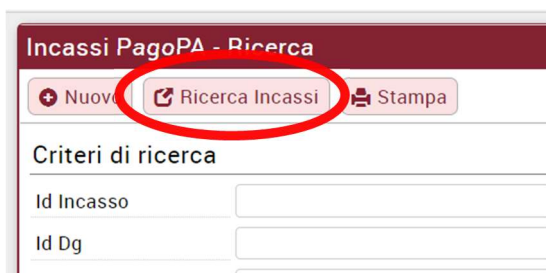 Incassi PagoPA - Ricerca
Nuovo Ricerca Incassi Stampa
Criteri di ricerca
Id Incasso
Id Dg